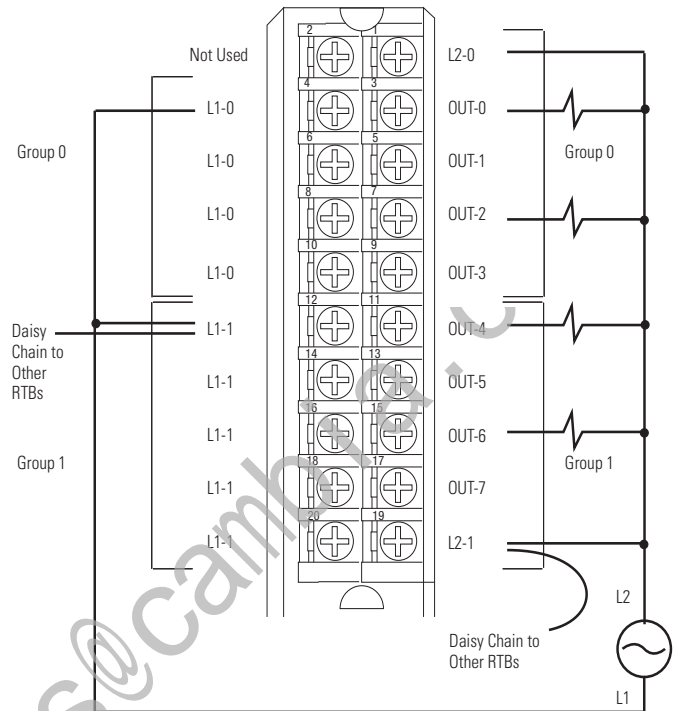 2 1
Not Used L2-0
4 3
L1-0 OUT-0
6 5
Group 0 L1-0 OUT-1 Group 0
8 7
L1-0 OUT-2
10 9
L1-0 OUT-3
12 11
L1-1 OUT-4
Daisy
Chain to
Other
RTBs
14 13
L1-1 OUT-5
16 15
L1-1 OUT-6
Group 1 Group 1
18 17
L1-1 OUT-7
20 19
L1-1 L2-1
L2
Daisy Chain to
Other RTBs
L1
s@cambria.c